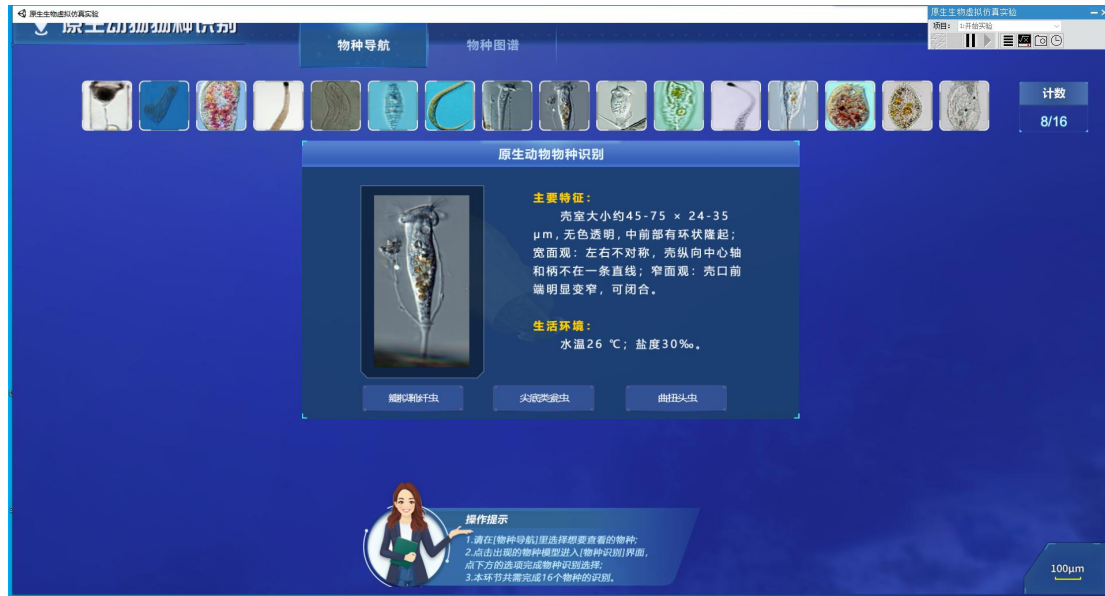 原生生物虚拟仿真实验
原生动物物种识别
物种导航
物种图谱
原生生物虚拟仿真实验
项目: 1:开始实验
计数
8/16
原生动物物种识别
主要特征：
壳室大小约45-75 × 24-35
μm，无色透明，中前部有环状隆起；
宽面观：左右不对称，壳纵向中心轴
和柄不在一条直线；窄面观：壳口前
端明显变窄，可闭合。
生活环境：
水温26 ℃；盐度30‰。
尖底类瓮虫
曲扭头虫
操作提示
1.请在[物种导航]里选择想要查看的物种;
2.点击出现的物种模型进入[物种识别]界面,
点下方的选项完成物种识别选择;
3.本环节共需完成16个物种的识别。
100μm